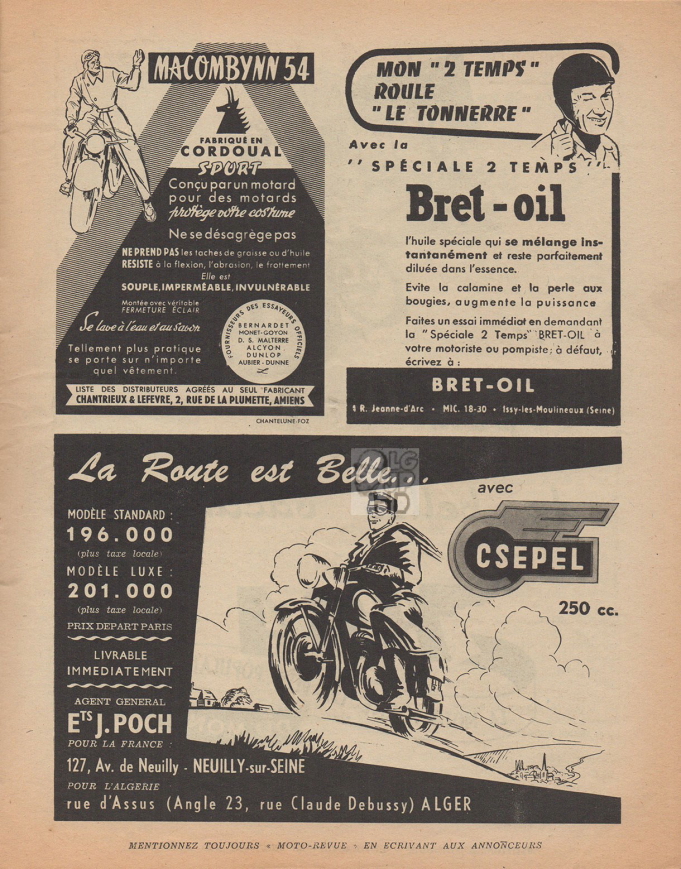 MACOMBYNN 54
FABRIQUÉ EN
CORDOUAL
SPORT
Conçu par un motard
pour des motards
protège votre costume
Ne se désagrège pas
NE PREND PAS les taches de graisse ou d'huile
RESISTE à la flexion, l'abrasion, le frottement
Elle est
SOUPLE, IMPERMÉABLE, INVULNÉRABLE
Montée avec véritable
FERMETURE ÉCLAIR
Se lave à l'eau et au savon
Tellement plus pratique
se porte sur n'importe
quel vêtement.
FOURNISSEURS DES ESSAYEURS OFFICIELS
BERNARDET
MONET-GOYON
D. S. MALTERRE
ALCYON
DUNLOP
AUBIER-DUNNE
LISTE DES DISTRIBUTEURS AGRÉÉS AU SEUL FABRICANT
CHANTRIEUX & LEFEVRE, 2, RUE DE LA PLUMETTE, AMIENS
CHANTELUNE-FOZ
MON "2 TEMPS"
ROULE
"LE TONNERRE"
Avec la
"SPÉCIALE 2 TEMPS"
Bret-oil
l'huile spéciale qui se mélange ins-
tantanément et reste parfaitement
diluée dans l'essence.
Evite la calamine et la perle aux
bougies, augmente la puissance
Faites un essai immédiat en demandant
la "Spéciale 2 Temps" BRET-OIL à
votre motoriste ou pompiste; à défaut,
écrivez à :
BRET-OIL
1 R. Jeanne-d'Arc • MIC. 18-30 • Issy-les-Moulineaux (Seine)
La Route est Belle...
avec
CSEPEL
250 cc.
MODÈLE STANDARD :
196.000
(plus taxe locale)
MODÈLE LUXE :
201.000
(plus taxe locale)
PRIX DEPART PARIS
LIVRABLE
IMMEDIATEMENT
AGENT GENERAL
Ets J. POCH
POUR LA FRANCE :
127, Av. de Neuilly - NEUILLY-sur-SEINE
POUR L'ALGERIE
rue d'Assus (Angle 23, rue Claude Debussy) ALGER
MENTIONNEZ TOUJOURS « MOTO-REVUE » EN ECRIVANT AUX ANNONCEURS